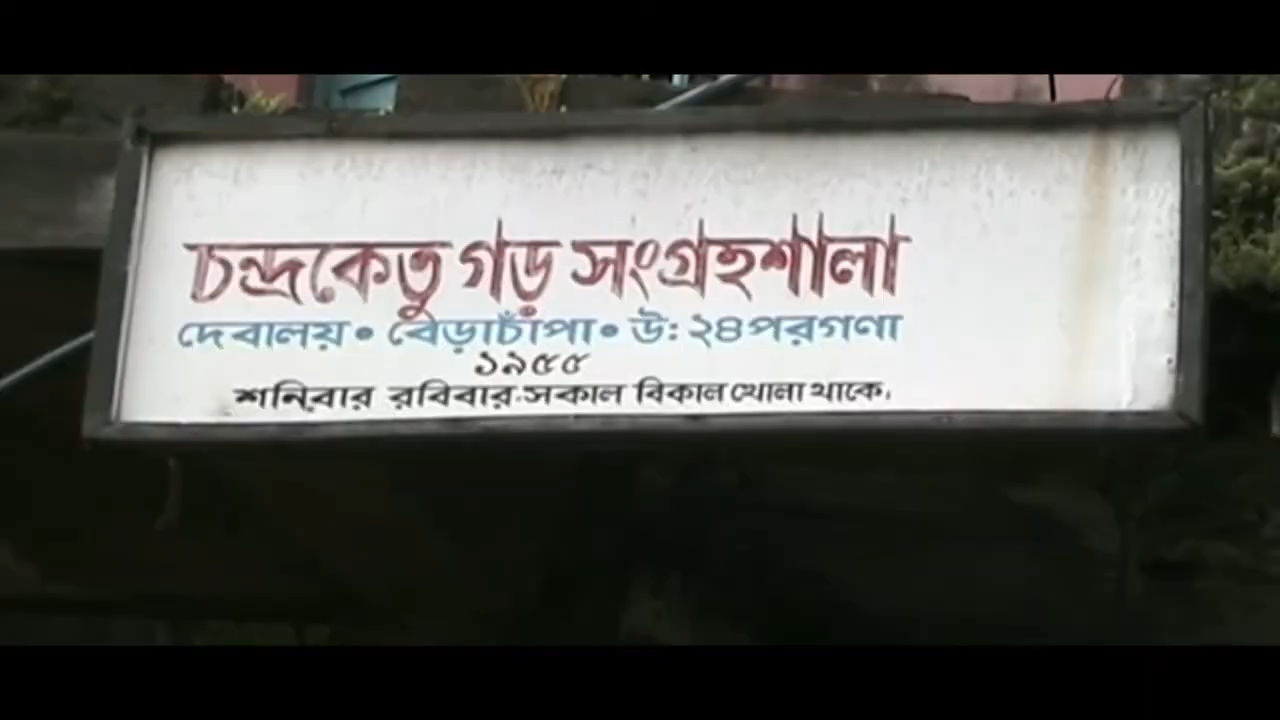 চন্দ্রকেতু গড় সংগ্রহশালা
দেবালয় • বেড়াচাঁপা • উঃ ২৪পরগণা
১৯৫৫
শনিবার রবিবার সকাল বিকাল খোলা থাকে।